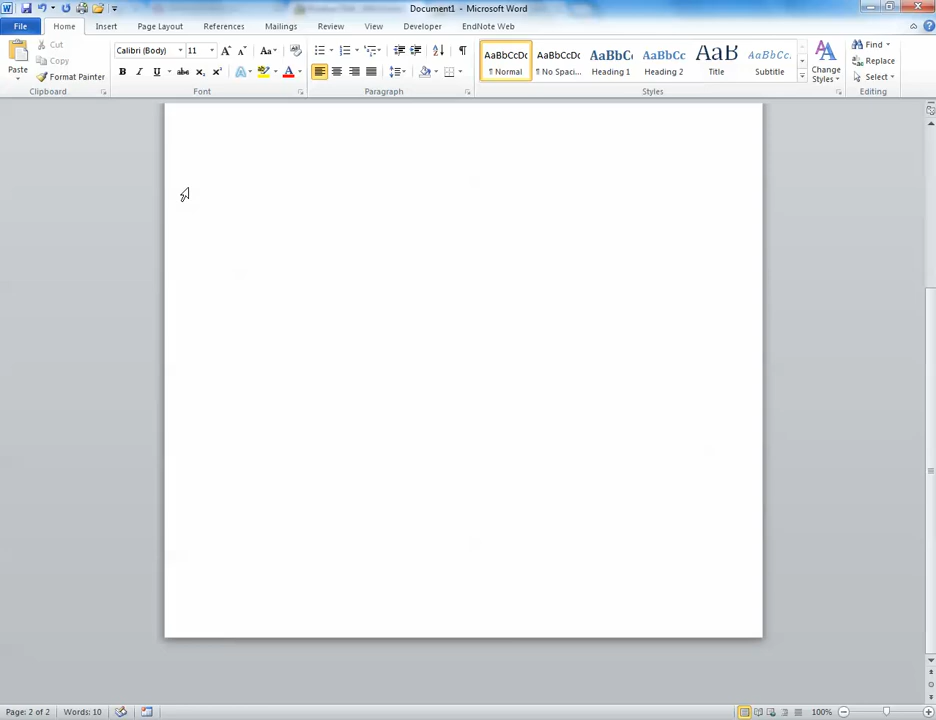 Document1 - Microsoft Word
File Home Insert Page Layout References Mailings Review View Developer EndNote Web
Paste
Cut
Copy
Format Painter
Clipboard
Calibri (Body) 11
Font
Paragraph
AaBbCcDc AaBbCcDc AaBbC AaBbCc AaB AaBbCc.
¶ Normal ¶ No Spaci... Heading 1 Heading 2 Title Subtitle
Change
Styles
Styles
Find
Replace
Select
Editing
Page: 2 of 2 Words: 10 100%